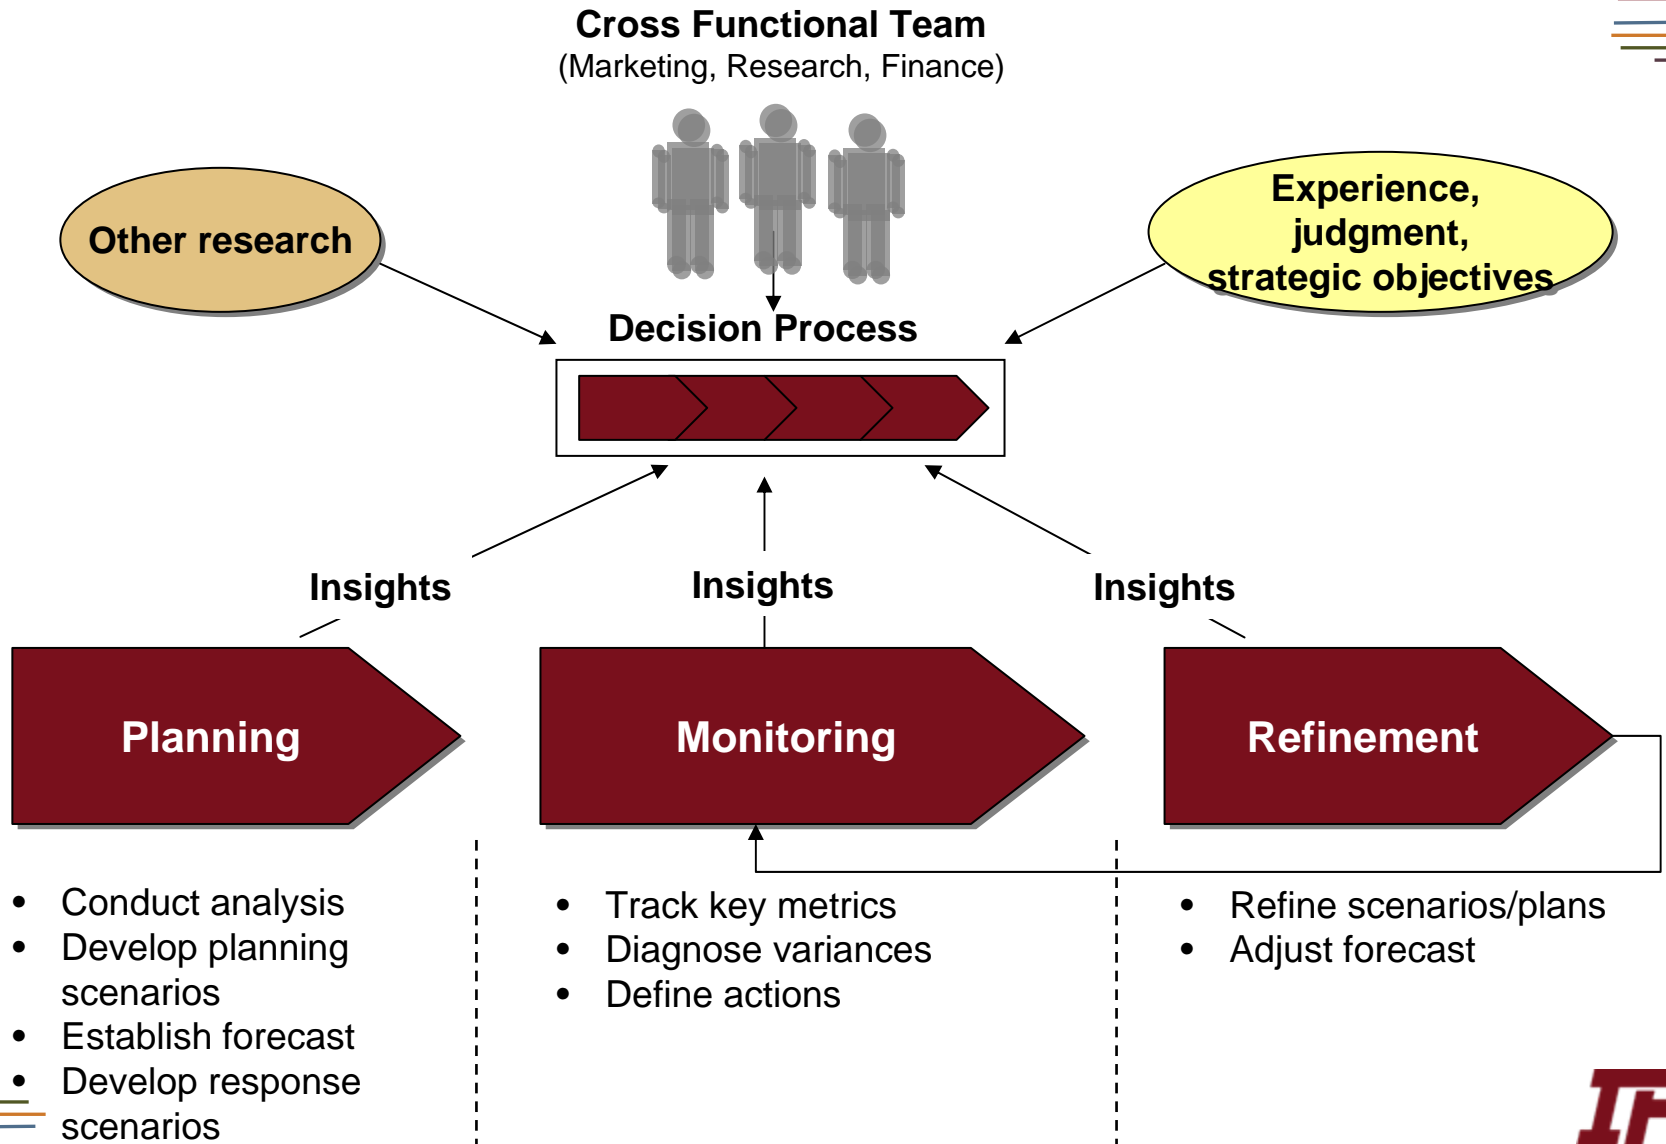 Cross Functional Team
(Marketing, Research, Finance)
Other research
Experience,
judgment,
strategic objectives
Decision Process
Insights
Insights
Insights
Planning
Monitoring
Refinement
• Conduct analysis
• Develop planning
scenarios
• Establish forecast
• Develop response
scenarios
• Track key metrics
• Diagnose variances
• Define actions
• Refine scenarios/plans
• Adjust forecast